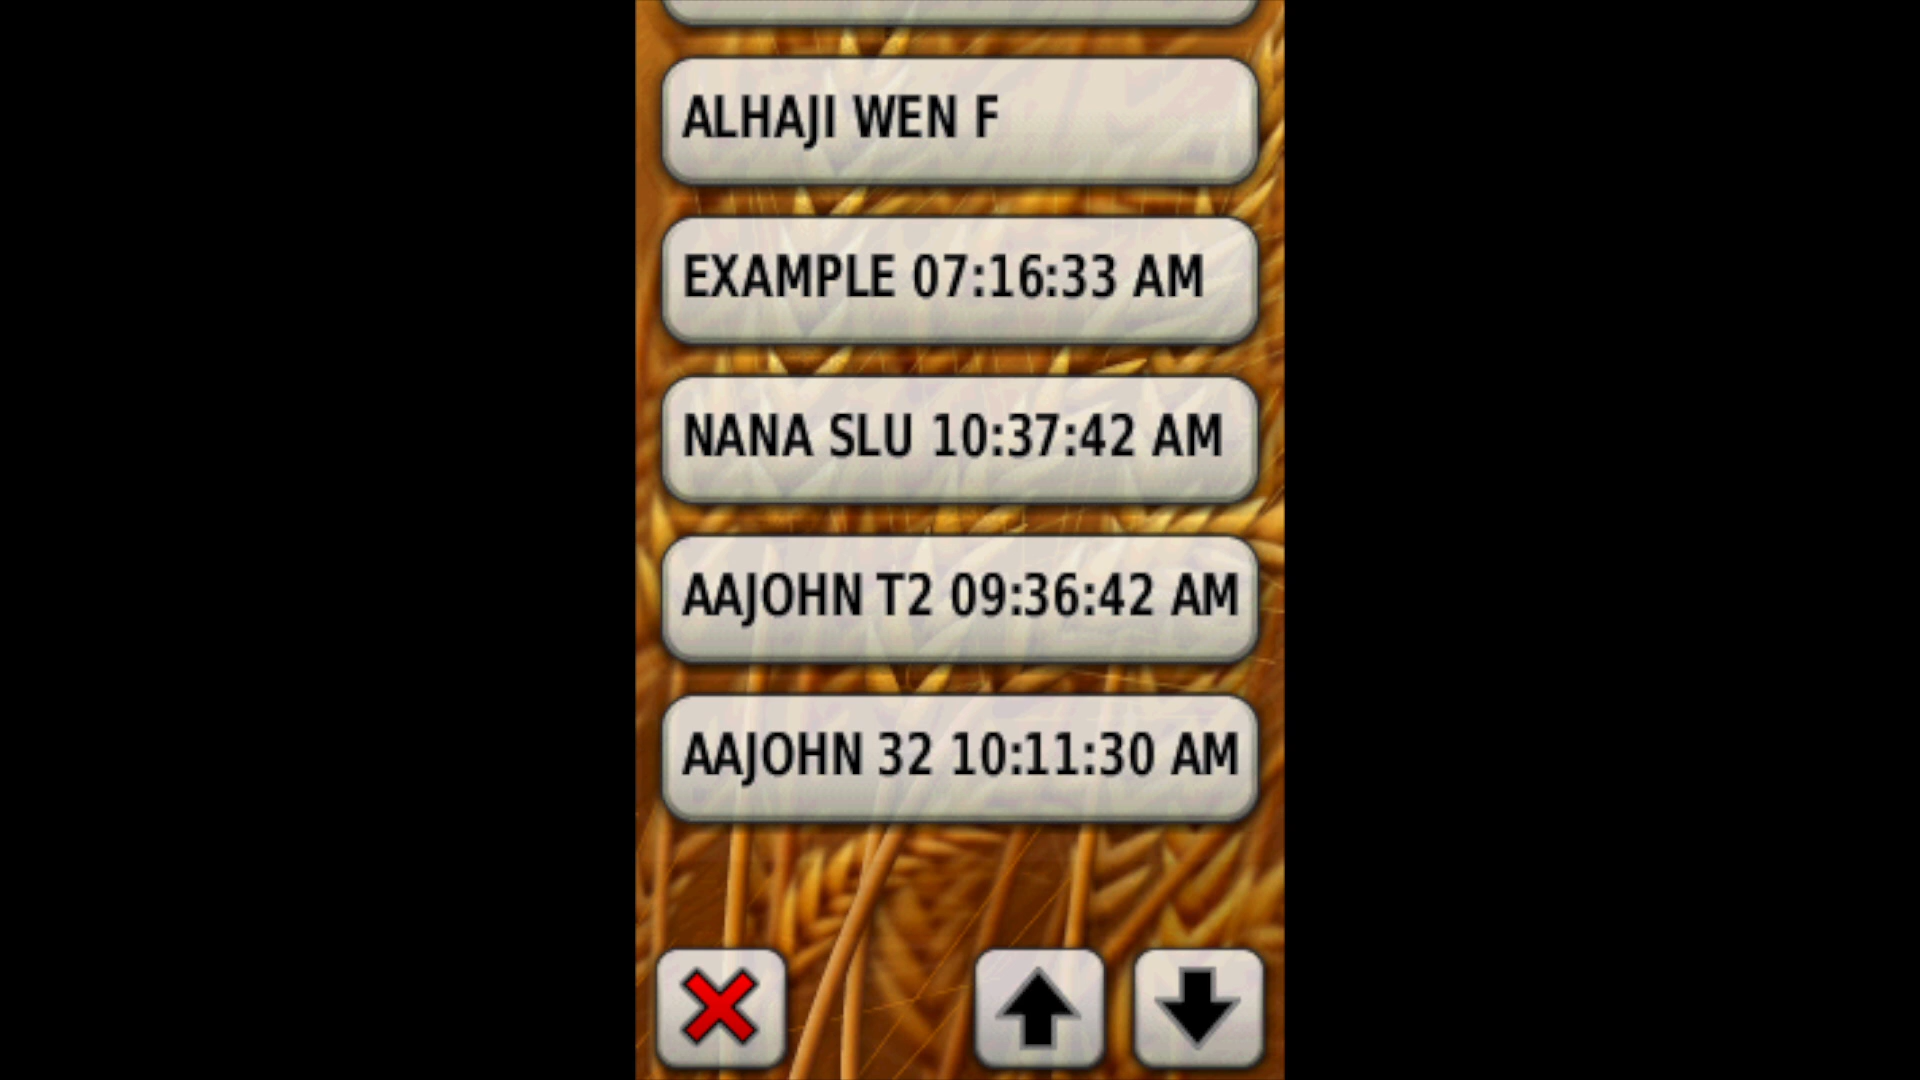 ALHAJI WEN F
EXAMPLE 07:16:33 AM
NANA SLU 10:37:42 AM
AAJOHN T2 09:36:42 AM
AAJOHN 32 10:11:30 AM